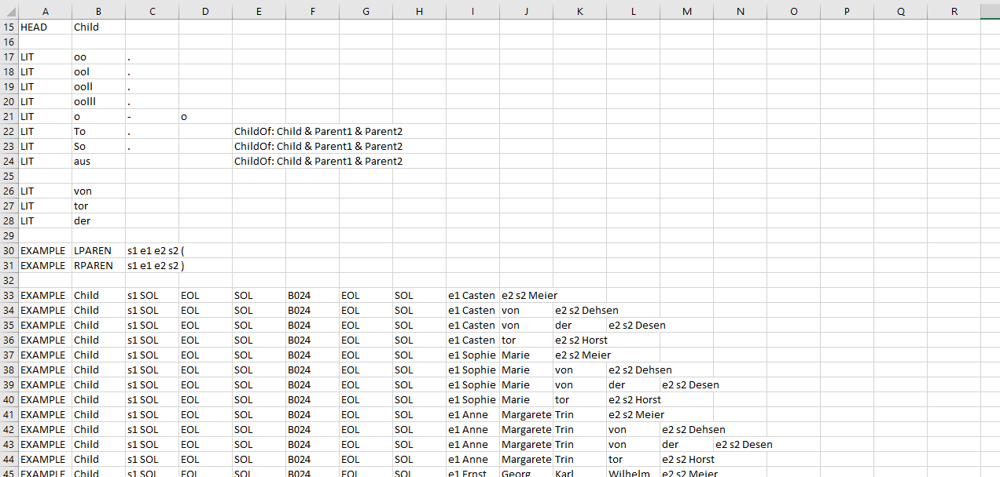 A B C D E F G H I J K L M N O P Q R
15 HEAD Child
16
17 LIT oo .
18 LIT ool .
19 LIT ooll .
20 LIT oolll .
21 LIT o - o
22 LIT To . ChildOf: Child & Parent1 & Parent2
23 LIT So . ChildOf: Child & Parent1 & Parent2
24 LIT aus ChildOf: Child & Parent1 & Parent2
25
26 LIT von
27 LIT tor
28 LIT der
29
30 EXAMPLE LPAREN s1 e1 e2 s2 (
31 EXAMPLE RPAREN s1 e1 e2 s2 )
32
33 EXAMPLE Child s1 SOL EOL SOL B024 EOL SOL e1 Casten e2 s2 Meier
34 EXAMPLE Child s1 SOL EOL SOL B024 EOL SOL e1 Casten von e2 s2 Dehsen
35 EXAMPLE Child s1 SOL EOL SOL B024 EOL SOL e1 Casten von der e2 s2 Desen
36 EXAMPLE Child s1 SOL EOL SOL B024 EOL SOL e1 Casten tor e2 s2 Horst
37 EXAMPLE Child s1 SOL EOL SOL B024 EOL SOL e1 Sophie Marie e2 s2 Meier
38 EXAMPLE Child s1 SOL EOL SOL B024 EOL SOL e1 Sophie Marie von e2 s2 Dehsen
39 EXAMPLE Child s1 SOL EOL SOL B024 EOL SOL e1 Sophie Marie von der e2 s2 Desen
40 EXAMPLE Child s1 SOL EOL SOL B024 EOL SOL e1 Sophie Marie tor e2 s2 Horst
41 EXAMPLE Child s1 SOL EOL SOL B024 EOL SOL e1 Anne Margarete Trin e2 s2 Meier
42 EXAMPLE Child s1 SOL EOL SOL B024 EOL SOL e1 Anne Margarete Trin von e2 s2 Dehsen
43 EXAMPLE Child s1 SOL EOL SOL B024 EOL SOL e1 Anne Margarete Trin von der e2 s2 Desen
44 EXAMPLE Child s1 SOL EOL SOL B024 EOL SOL e1 Anne Margarete Trin tor e2 s2 Horst
45 EXAMPLE Child s1 SOL EOL SOL B024 EOL SOL e1 Ernst Georg Karl Wilhelm e2 s2 Meier